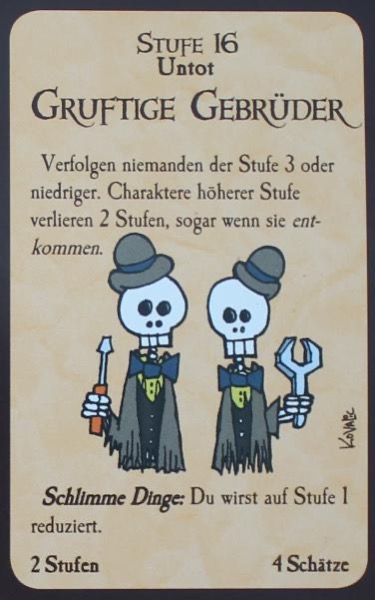 Stufe 16
Untot
Gruftige Gebrüder
Verfolgen niemanden der Stufe 3 oder
niedriger. Charaktere höherer Stufe
verlieren 2 Stufen, sogar wenn sie ent-
kommen.
Kovalic
Schlimme Dinge: Du wirst auf Stufe 1
reduziert.
2 Stufen
4 Schätze